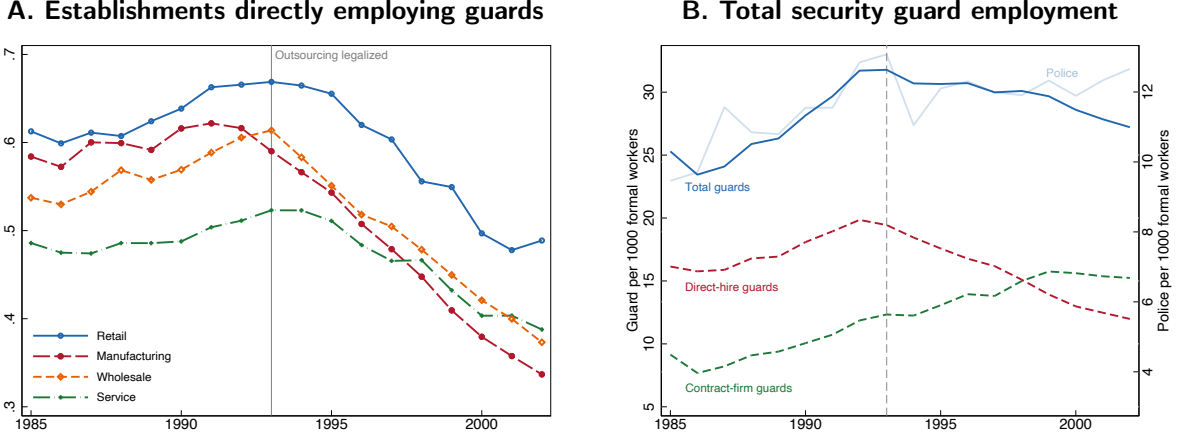 A. Establishments directly employing guards
.7
.6
.5
.4
.3
Outsourcing legalized
Retail
Manufacturing
Wholesale
Service
1985
1990
1995
2000
B. Total security guard employment
Guard per 1000 formal workers
30
25
20
15
10
5
Police
Total guards
Direct-hire guards
Contract-firm guards
12
10
8
6
4
Police per 1000 formal workers
1985
1990
1995
2000